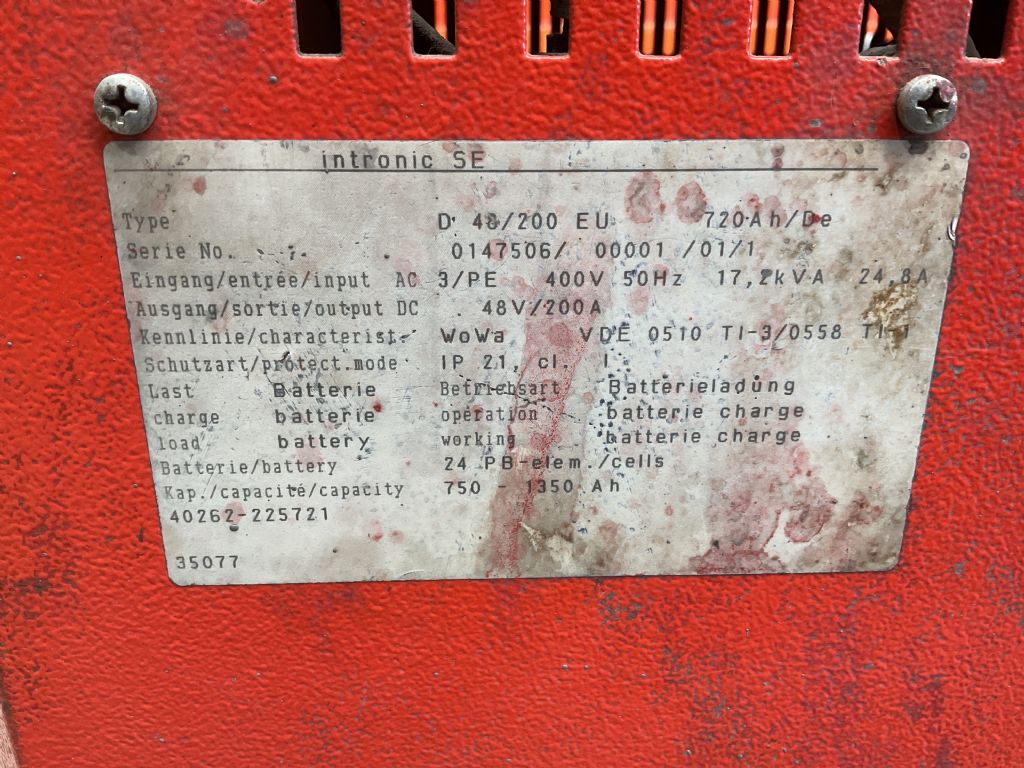 intronic SE
Type D 48/200 EU 720Ah/De
Serie No. 0147506/ 00001 /01/1
Eingang/entrée/input AC 3/PE 400V 50Hz 17,2kVA 24,8A
Ausgang/sortie/output DC 48V/200A
Kennlinie/characterist. WoWa VDE 0510 TI-3/0558 TI-1
Schutzart/protect.mode IP 21, cl. I
Last Batterie Betriebsart Batterieladung
charge batterie operation batterie charge
load battery working batterie charge
Batterie/battery 24 PB-elem./cells
Kap./capacité/capacity 750 - 1350 Ah
40262-225721
35077